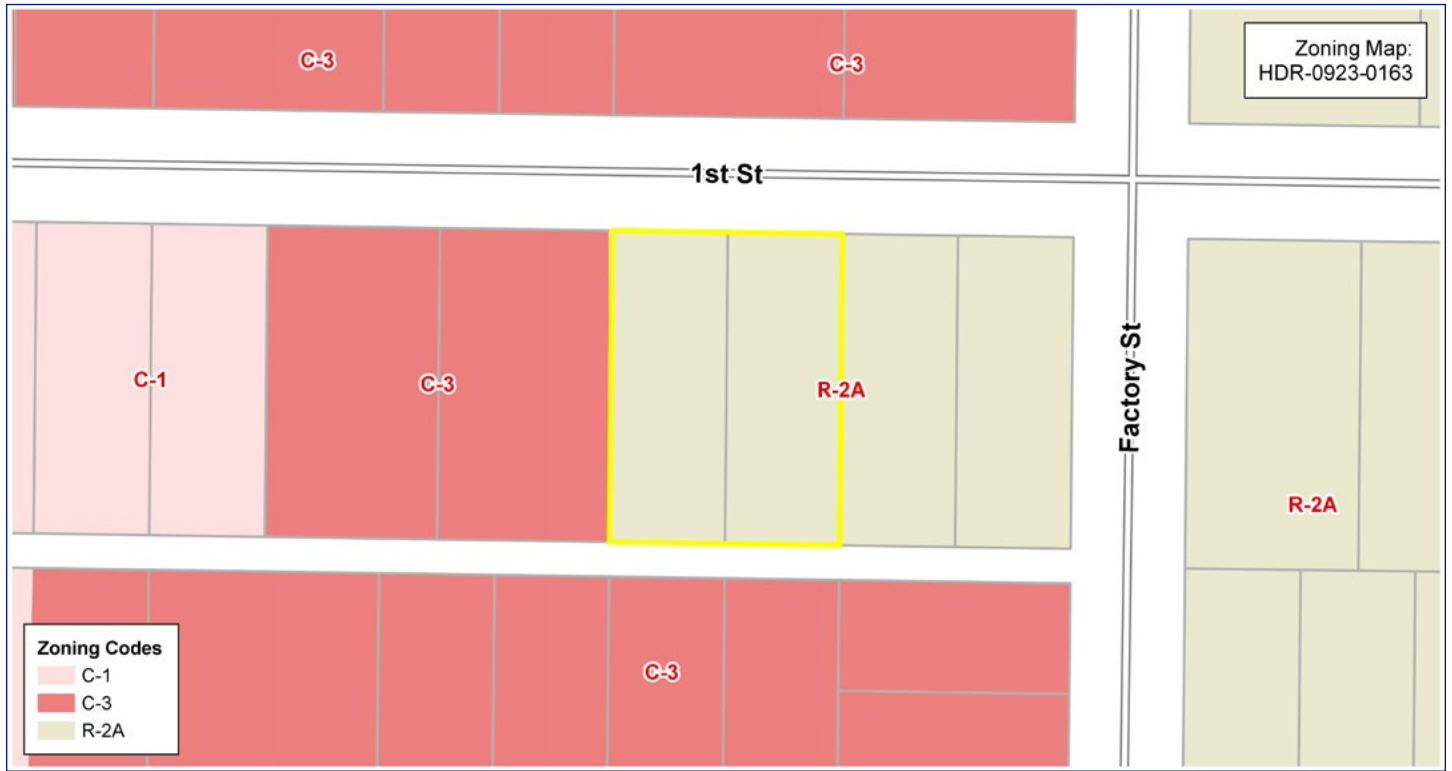 C-3
C-3
Zoning Map:
HDR-0923-0163
1st St
C-1
C-3
R-2A
Factory St
R-2A
C-3
Zoning Codes
C-1
C-3
R-2A